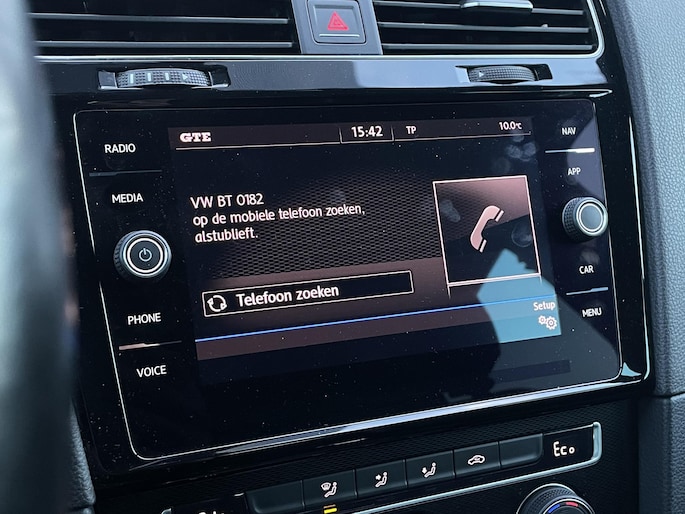 RADIO
MEDIA
PHONE
VOICE
GTE 15:42 TP 10.0°C
VW BT 0182
op de mobiele telefoon zoeken,
alstublieft.
Telefoon zoeken
Setup
NAV
APP
CAR
MENU
Eco